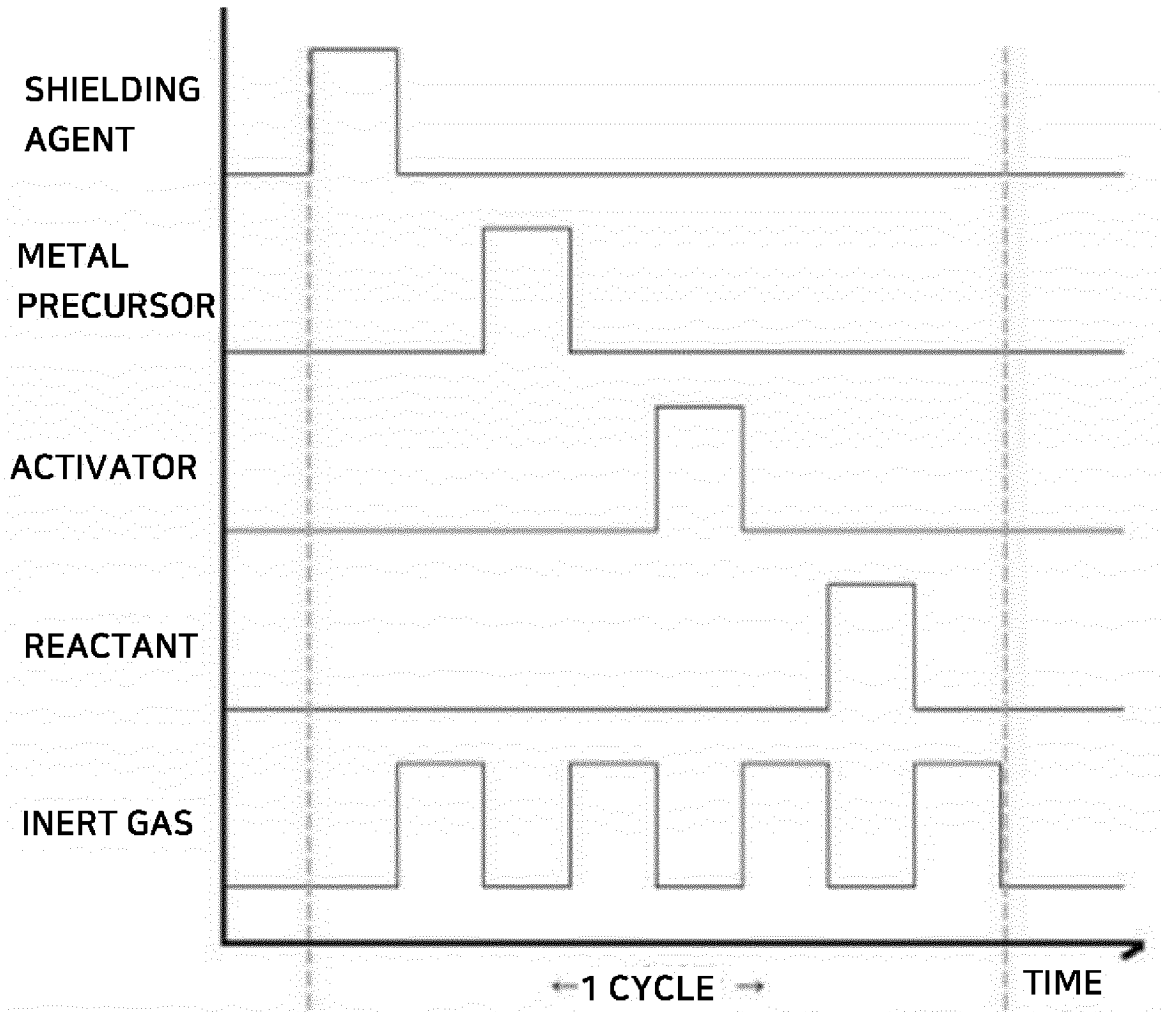 SHIELDING
AGENT
METAL
PRECURSOR
ACTIVATOR
REACTANT
INERT GAS
←1 CYCLE →
TIME